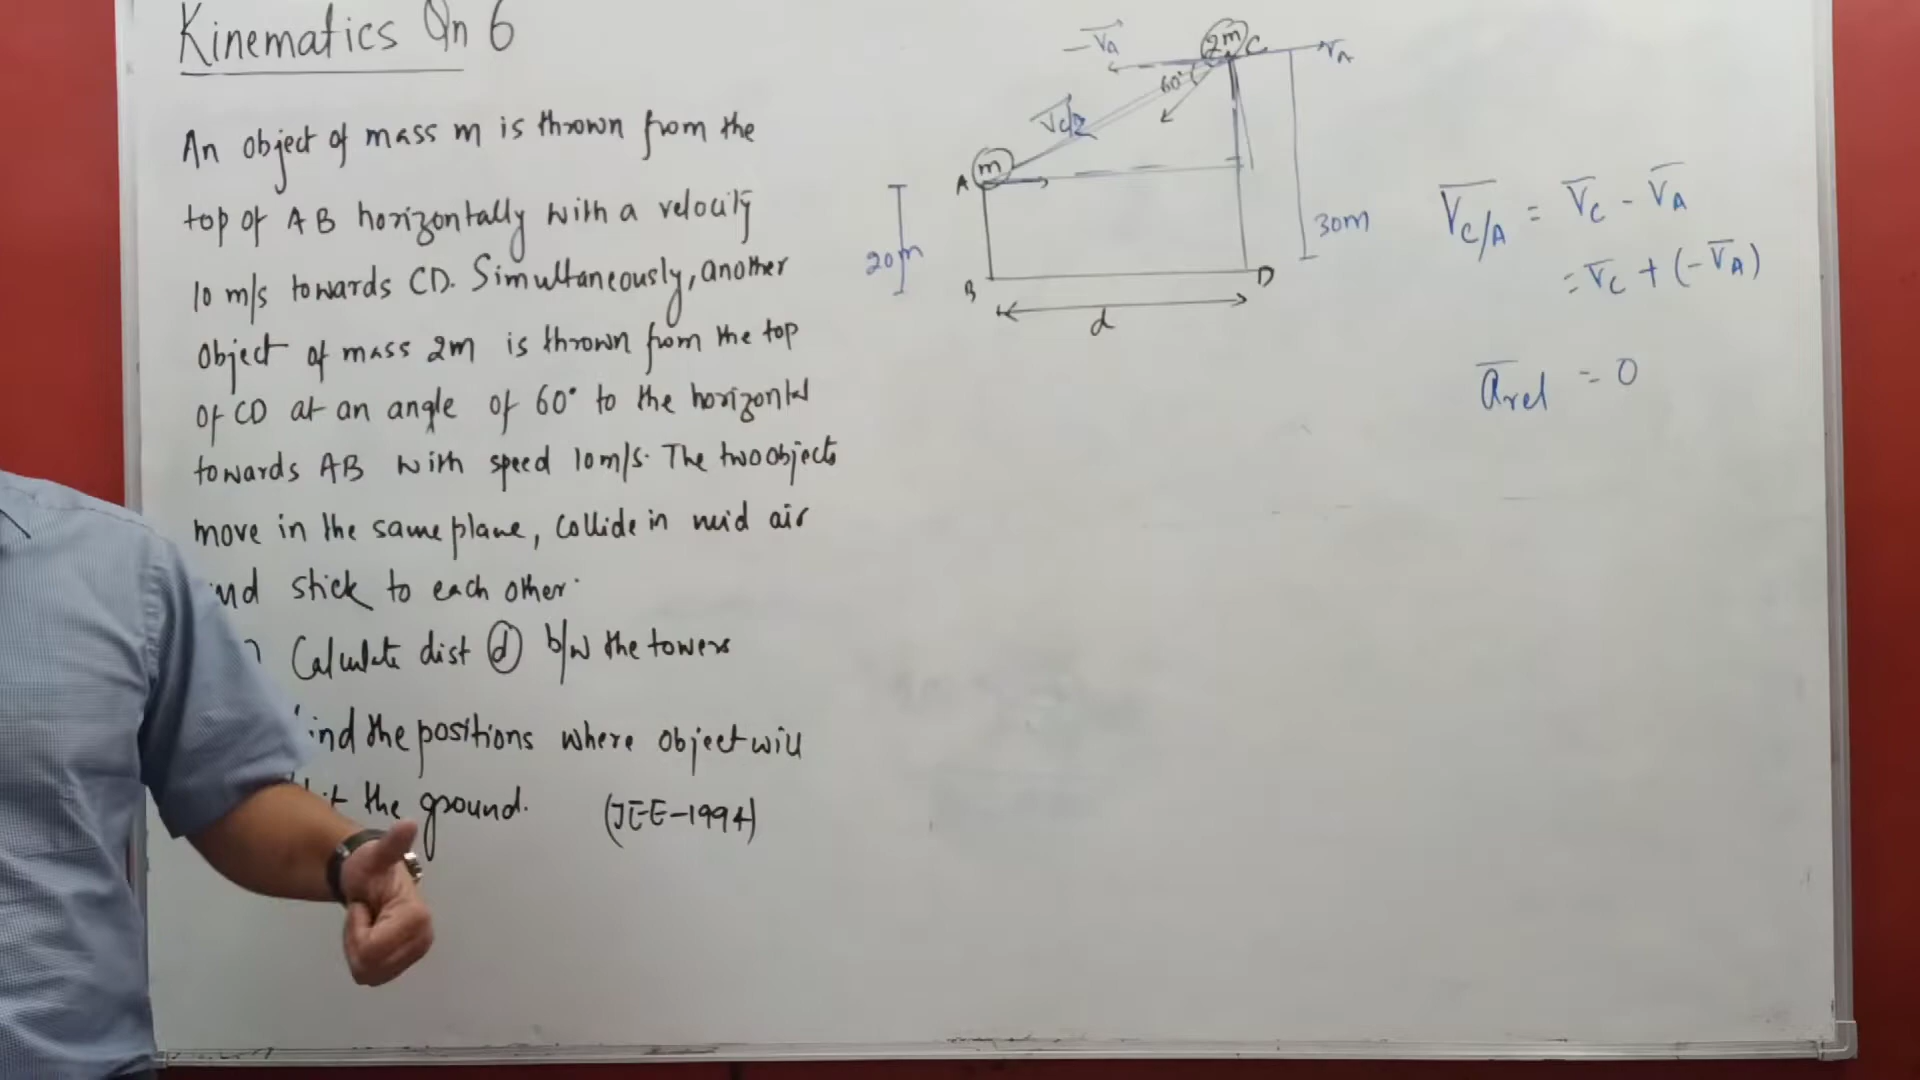 Kinematics Qn 6
An object of mass m is thrown from the
top of AB horizontally with a velocity
10 m/s towards CD. Simultaneously, another
object of mass 2m is thrown from the top
of CD at an angle of 60° to the horizontal
towards AB with speed 10m/s. The two objects
move in the same plane, collide in mid air
and stick to each other.
Calculate dist d b/w the towers
find the positions where object will
hit the ground. (JEE-1994)
-VA
2m C
VA
60°
m
A
20m
30m
B
D
d
VC/A = VC - VA
= VC + (-VA)
arel = 0